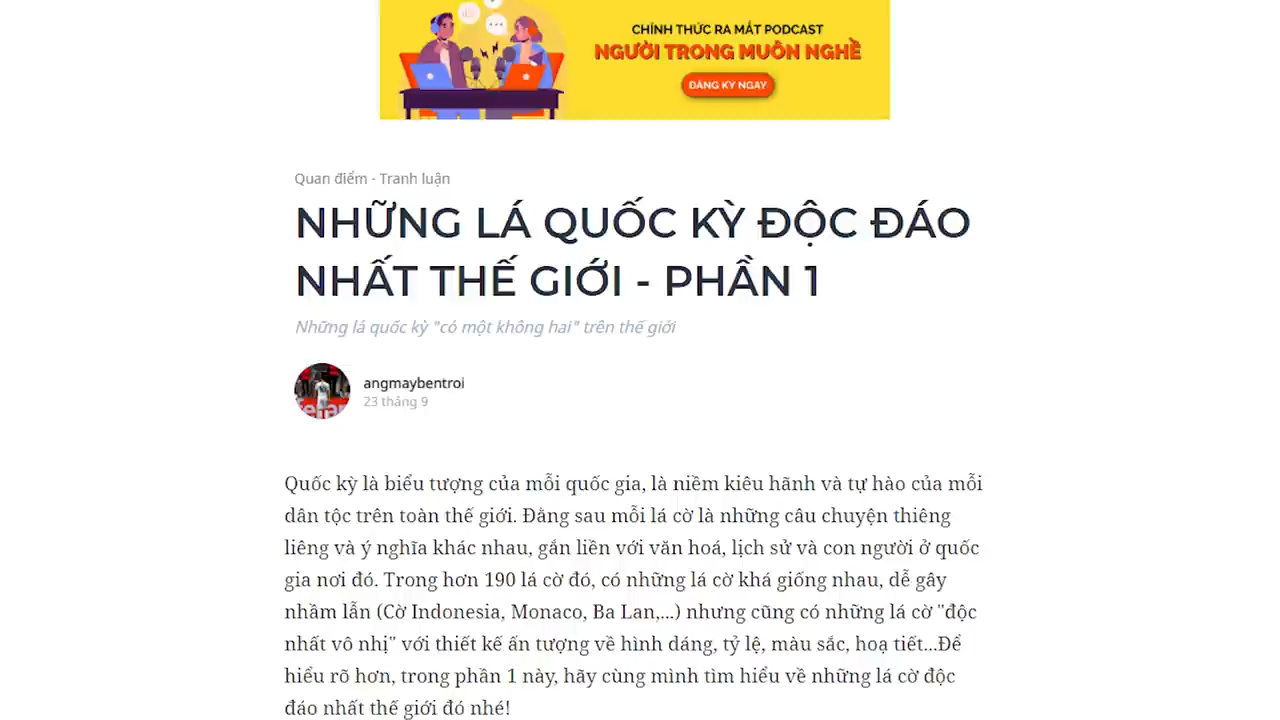 CHÍNH THỨC RA MẮT PODCAST
NGƯỜI TRONG MUÔN NGHỀ
ĐĂNG KÝ NGAY
Quan điểm - Tranh luận
NHỮNG LÁ QUỐC KỲ ĐỘC ĐÁO
NHẤT THẾ GIỚI - PHẦN 1
Những lá quốc kỳ "có một không hai" trên thế giới
angmaybentroi
23 tháng 9
Quốc kỳ là biểu tượng của mỗi quốc gia, là niềm kiêu hãnh và tự hào của mỗi
dân tộc trên toàn thế giới. Đằng sau mỗi lá cờ là những câu chuyện thiêng
liêng và ý nghĩa khác nhau, gắn liền với văn hoá, lịch sử và con người ở quốc
gia nơi đó. Trong hơn 190 lá cờ đó, có những lá cờ khá giống nhau, dễ gây
nhầm lẫn (Cờ Indonesia, Monaco, Ba Lan,...) nhưng cũng có những lá cờ "độc
nhất vô nhị" với thiết kế ấn tượng về hình dáng, tỷ lệ, màu sắc, hoạ tiết...Để
hiểu rõ hơn, trong phần 1 này, hãy cùng mình tìm hiểu về những lá cờ độc
đáo nhất thế giới đó nhé!